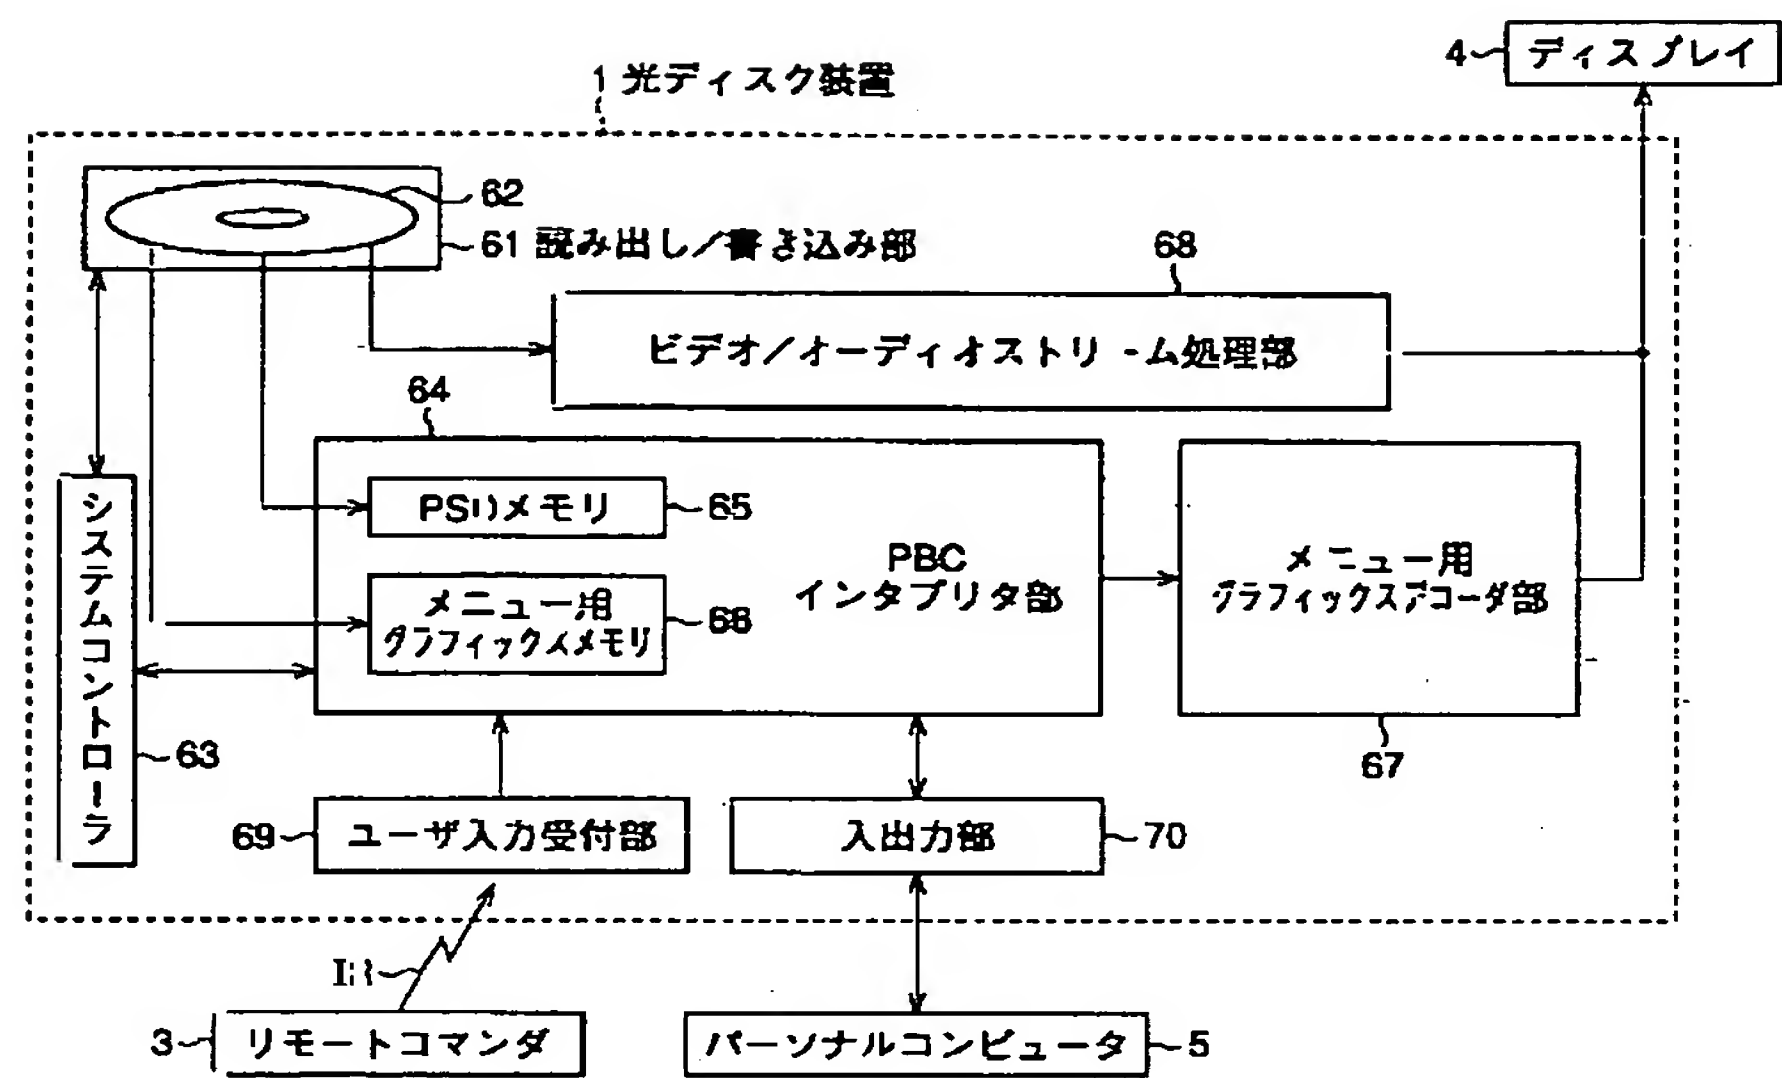 4 ディスプレイ
1 光ディスク装置
62
61 読み出し/書き込み部
68
ビデオ/オーディオストリーム処理部
64
PSDメモリ
65
PBC
インタプリタ部
メニュー用
グラフィックスメモリ
66
メニュー用
グラフィックスデコーダ部
67
システムコントローラ
63
69
ユーザ入力受付部
入出力部
70
3 リモートコマンダ
パーソナルコンピュータ 5